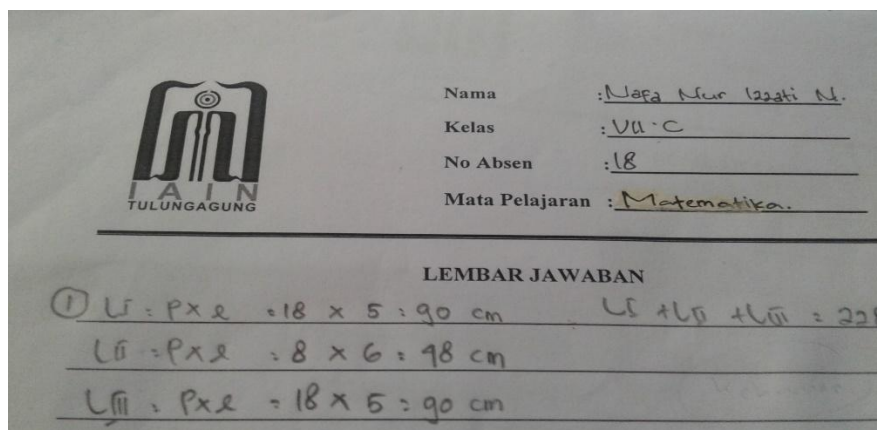 IAIN
TULUNGAGUNG
Nama : Nafa Nur Izzati N.
Kelas : VII.C
No Absen : 18
Mata Pelajaran : Matematika.
LEMBAR JAWABAN
① LI : P x l = 18 x 5 = 90 cm LI + LII + LIII = 22
LII = P x l = 8 x 6 = 48 cm
LIII = P x l = 18 x 5 = 90 cm